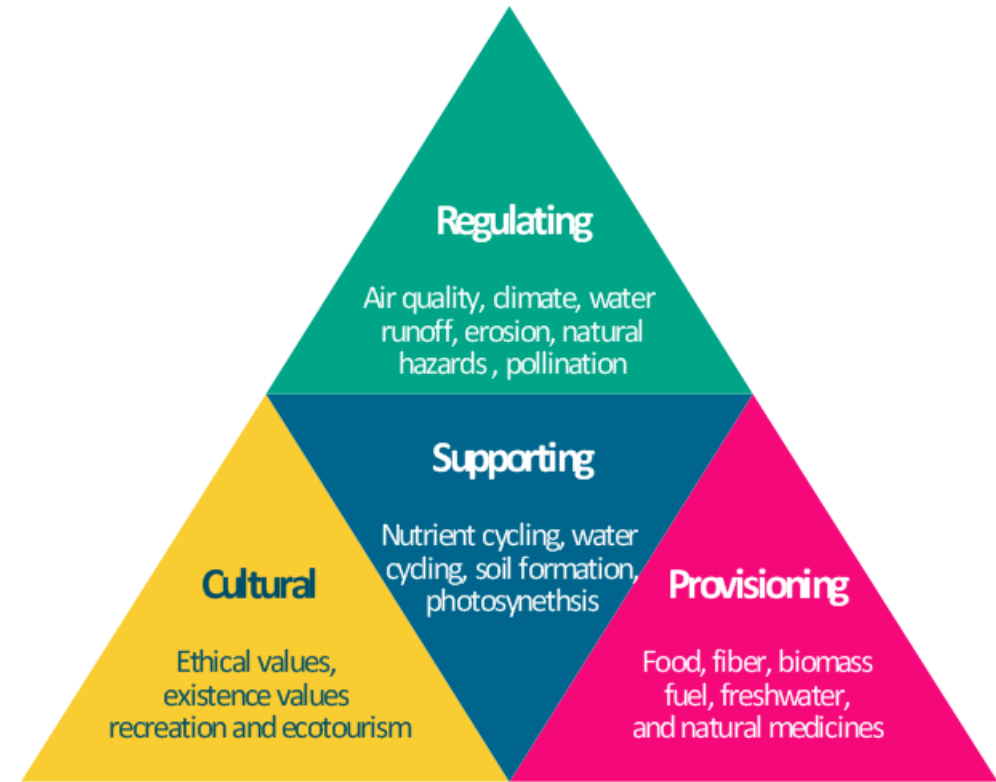 Regulating
Air quality, climate, water
runoff, erosion, natural
hazards , pollination
Supporting
Nutrient cycling, water
cycling, soil formation,
photosynethsis
Cultural
Ethical values,
existence values
recreation and ecotourism
Provisioning
Food, fiber, biomass
fuel, freshwater,
and natural medicines